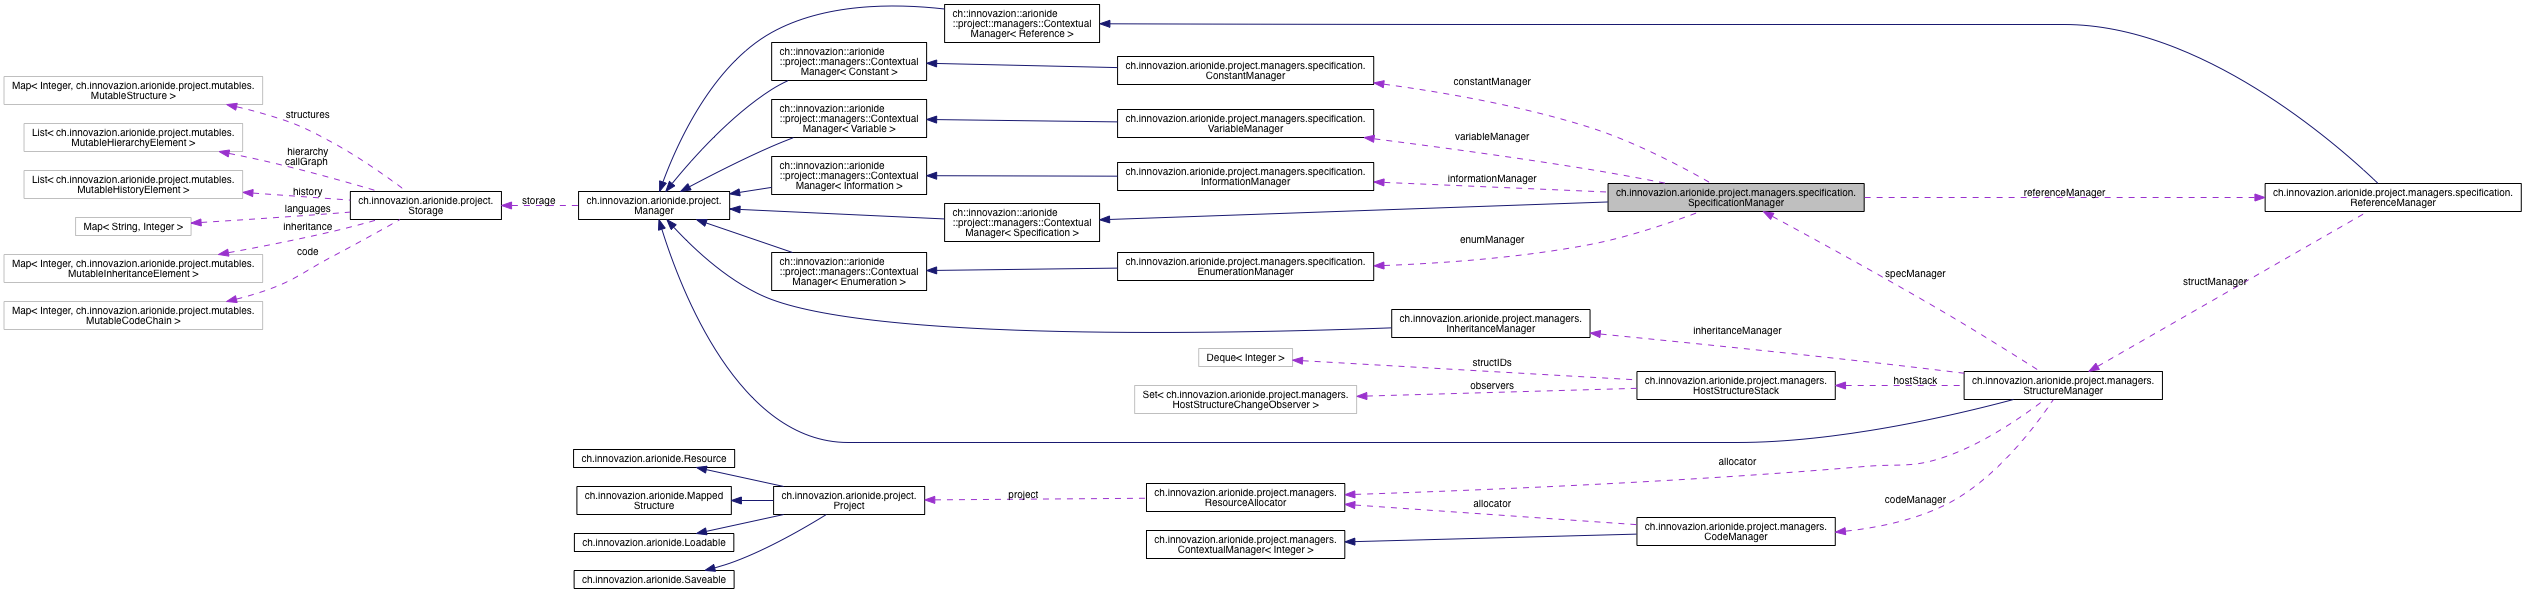 Map< Integer, ch.innovazion.arionide.project.mutables.
MutableStructure >
List< ch.innovazion.arionide.project.mutables.
MutableHierarchyElement >
List< ch.innovazion.arionide.project.mutables.
MutableHistoryElement >
Map< String, Integer >
Map< Integer, ch.innovazion.arionide.project.mutables.
MutableInheritanceElement >
Map< Integer, ch.innovazion.arionide.project.mutables.
MutableCodeChain >
structures
hierarchy
callGraph
history
languages
inheritance
code
ch.innovazion.arionide.project.
Storage
storage
ch.innovazion.arionide.project.
Manager
ch::innovazion::arionide
::project::managers::Contextual
Manager< Reference >
ch::innovazion::arionide
::project::managers::Contextual
Manager< Constant >
ch::innovazion::arionide
::project::managers::Contextual
Manager< Variable >
ch::innovazion::arionide
::project::managers::Contextual
Manager< Information >
ch::innovazion::arionide
::project::managers::Contextual
Manager< Specification >
ch::innovazion::arionide
::project::managers::Contextual
Manager< Enumeration >
ch.innovazion.arionide.project.managers.specification.
ConstantManager
ch.innovazion.arionide.project.managers.specification.
VariableManager
ch.innovazion.arionide.project.managers.specification.
InformationManager
ch.innovazion.arionide.project.managers.specification.
EnumerationManager
constantManager
variableManager
informationManager
enumManager
ch.innovazion.arionide.project.managers.specification.
SpecificationManager
referenceManager
ch.innovazion.arionide.project.managers.specification.
ReferenceManager
specManager
structManager
ch.innovazion.arionide.project.managers.
InheritanceManager
inheritanceManager
Deque< Integer >
structIDs
Set< ch.innovazion.arionide.project.managers.
HostStructureChangeObserver >
observers
ch.innovazion.arionide.project.managers.
HostStructureStack
hostStack
ch.innovazion.arionide.project.managers.
StructureManager
ch.innovazion.arionide.Resource
ch.innovazion.arionide.Mapped
Structure
ch.innovazion.arionide.Loadable
ch.innovazion.arionide.Saveable
ch.innovazion.arionide.project.
Project
project
ch.innovazion.arionide.project.managers.
ResourceAllocator
ch.innovazion.arionide.project.managers.
ContextualManager< Integer >
allocator
allocator
codeManager
ch.innovazion.arionide.project.managers.
CodeManager